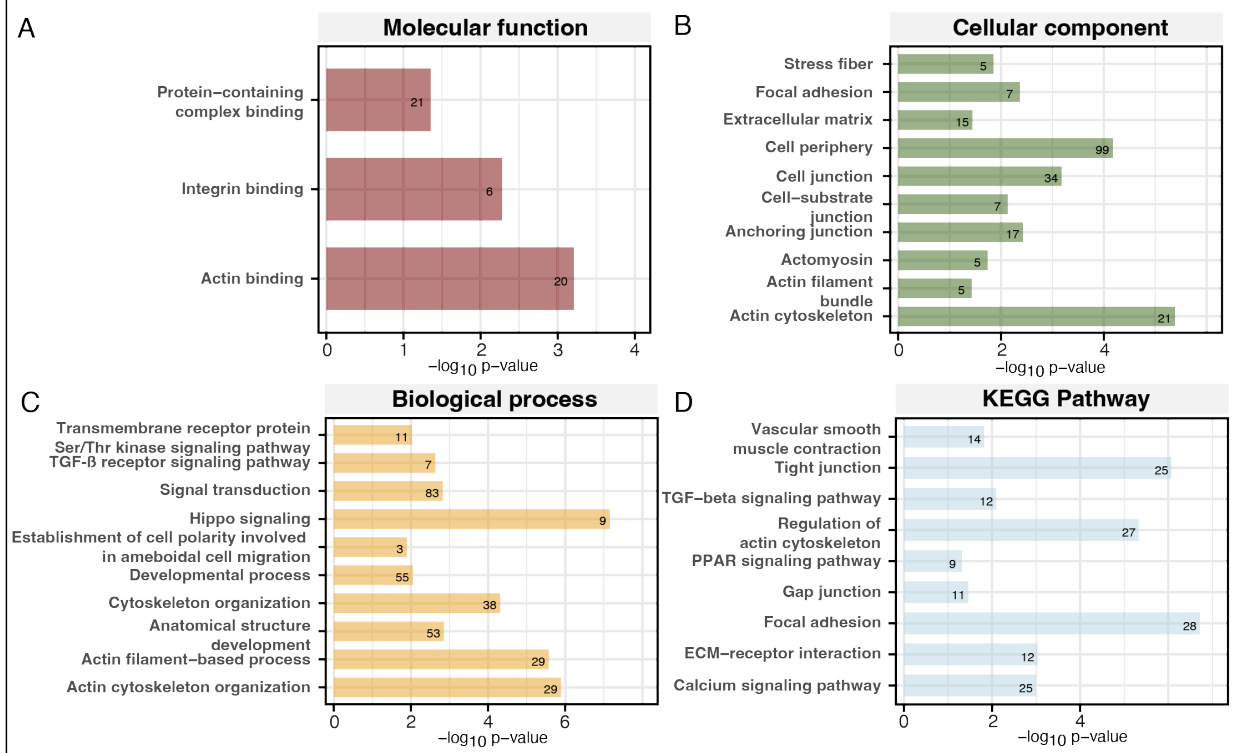 A
Molecular function
Protein−containing
complex binding
21
Integrin binding
6
Actin binding
20
0 1 2 3 4
−log10 p−value
B
Cellular component
Stress fiber
5
Focal adhesion
7
Extracellular matrix
15
Cell periphery
99
Cell junction
34
Cell−substrate
junction
7
Anchoring junction
17
Actomyosin
5
Actin filament
bundle
5
Actin cytoskeleton
21
0 2 4
−log10 p−value
C
Biological process
Transmembrane receptor protein
Ser/Thr kinase signaling pathway
11
TGF-ß receptor signaling pathway
7
Signal transduction
83
Hippo signaling
9
Establishment of cell polarity involved
in ameboidal cell migration
3
Developmental process
55
Cytoskeleton organization
38
Anatomical structure
development
53
Actin filament−based process
29
Actin cytoskeleton organization
29
0 2 4 6
−log10 p−value
D
KEGG Pathway
Vascular smooth
muscle contraction
14
Tight junction
25
TGF−beta signaling pathway
12
Regulation of
actin cytoskeleton
27
PPAR signaling pathway
9
Gap junction
11
Focal adhesion
28
ECM−receptor interaction
12
Calcium signaling pathway
25
0 2 4
−log10 p−value